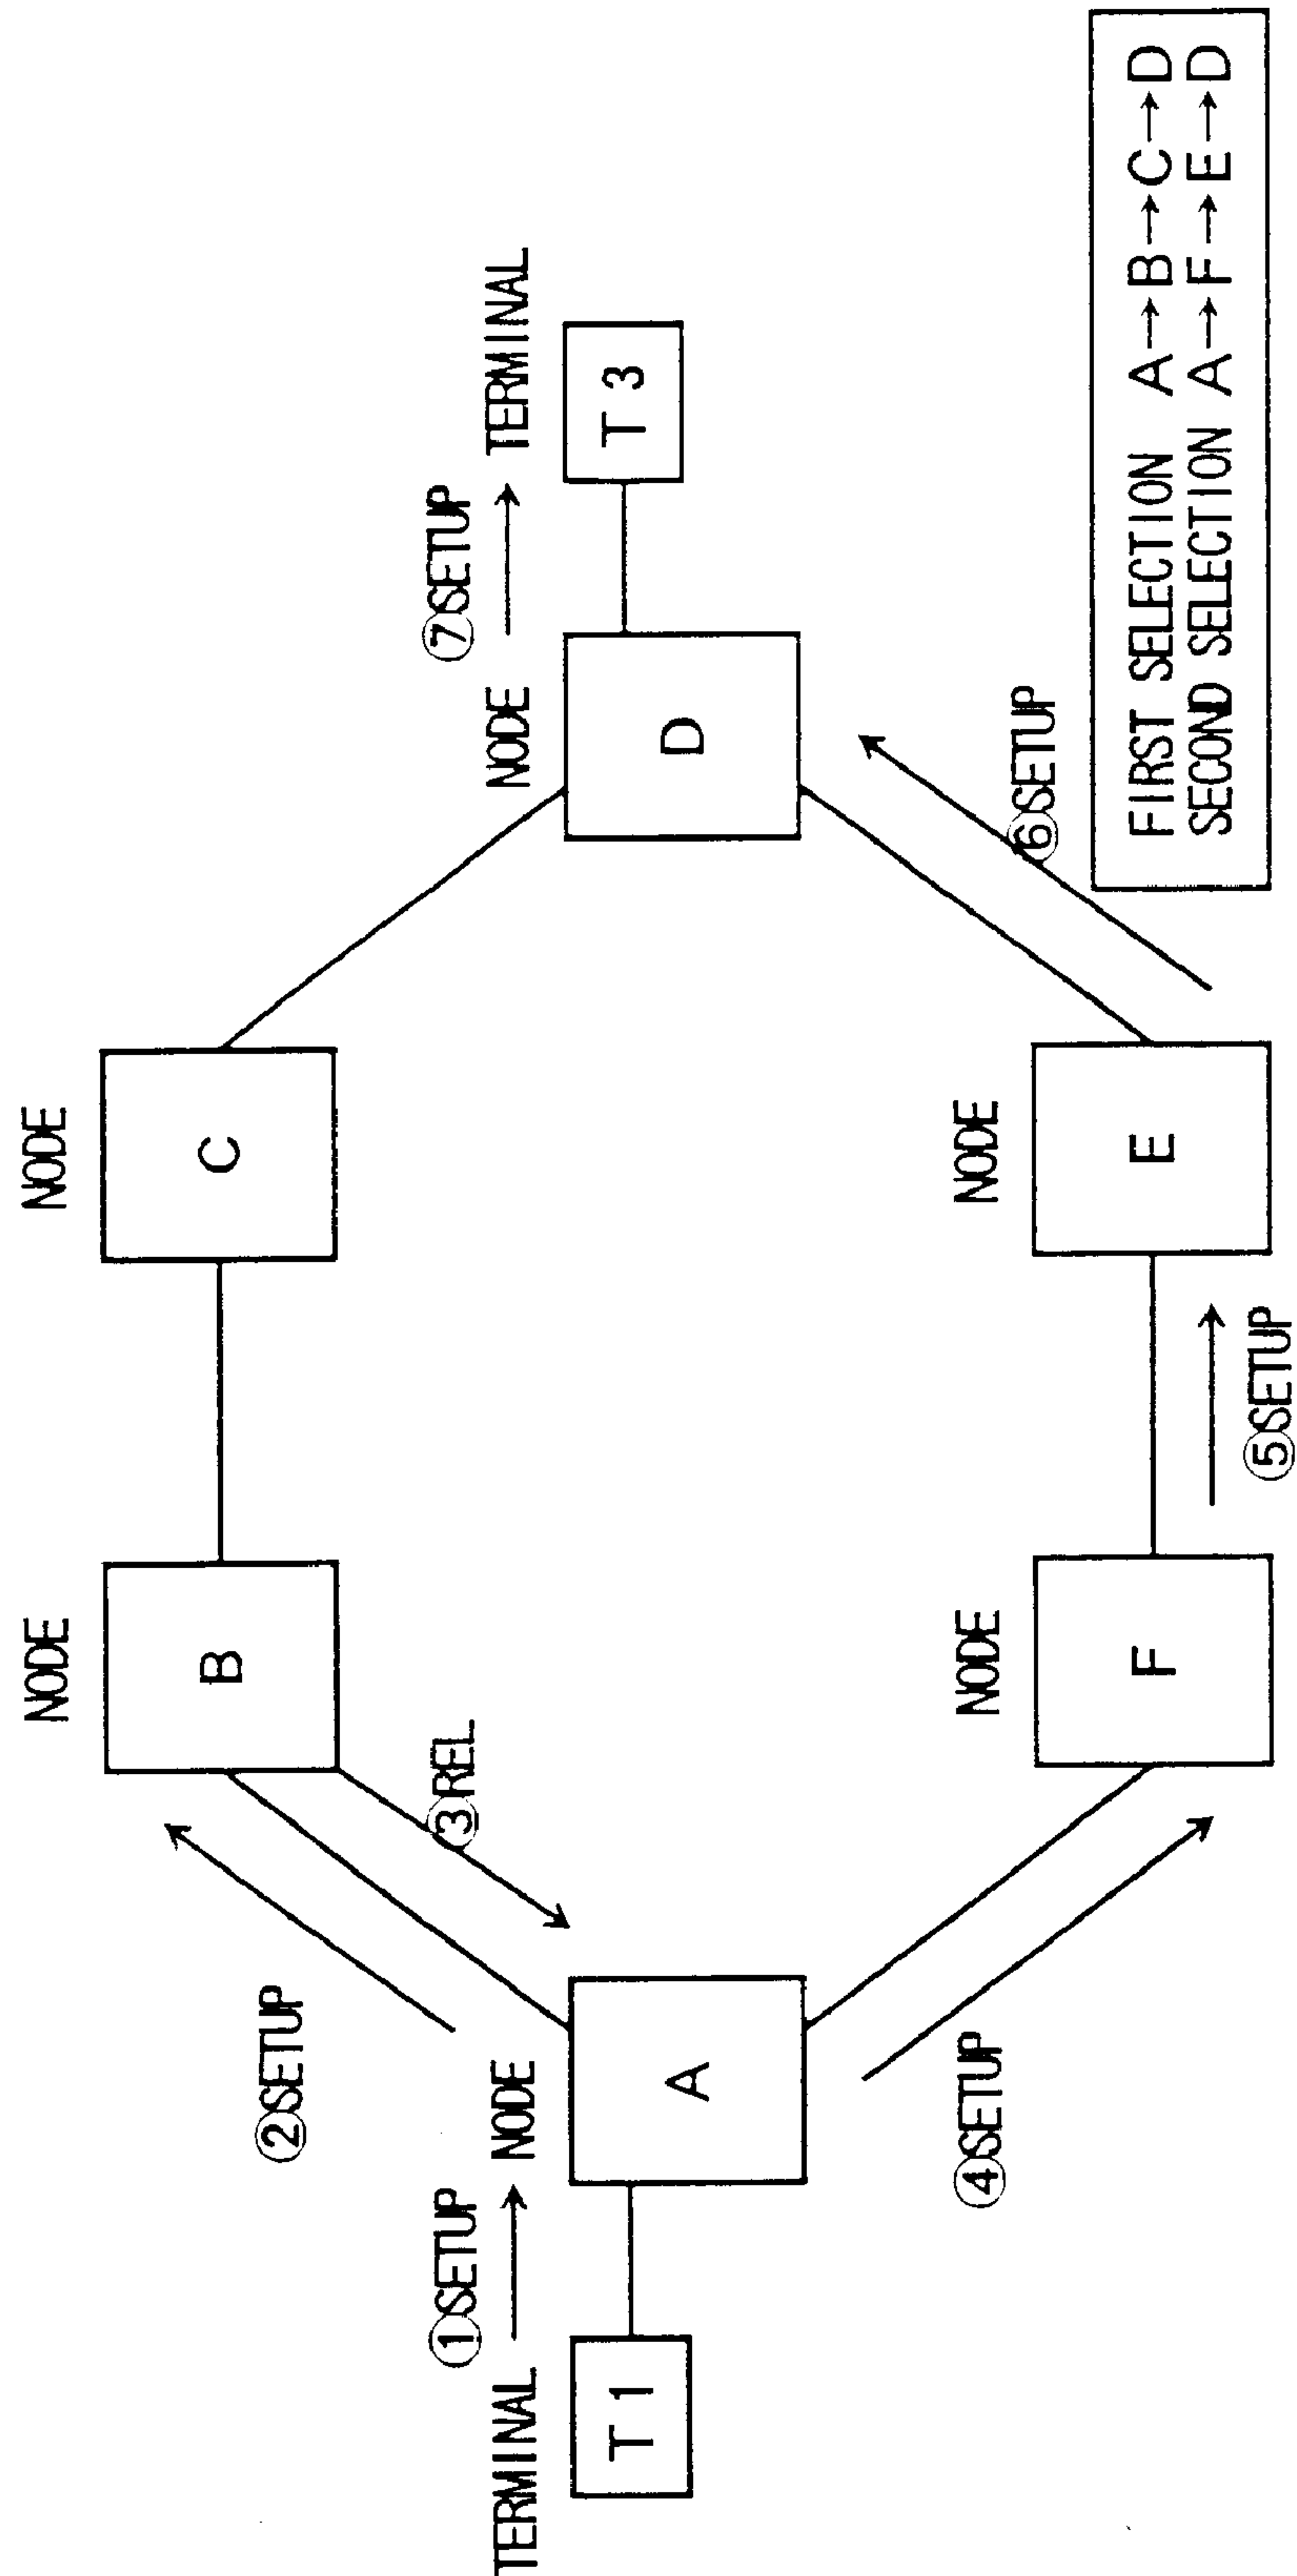 NODE
NODE
B
C
②SETUP
③REL
①SETUP
⑦SETUP
TERMINAL
NODE
NODE
TERMINAL
T1
A
D
T3
④SETUP
NODE
NODE
⑥SETUP
F
E
⑤SETUP
FIRST SELECTION A→B→C→D
SECOND SELECTION A→F→E→D